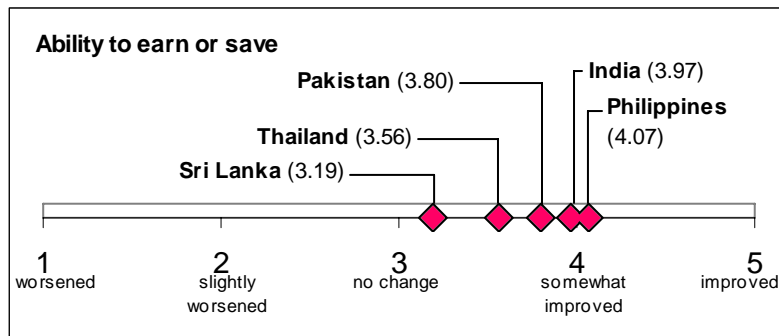 Ability to earn or save
India (3.97)
Pakistan (3.80)
Philippines
(4.07)
Thailand (3.56)
Sri Lanka (3.19)
1 2 3 4 5
worsened slightly worsened no change somewhat improved improved